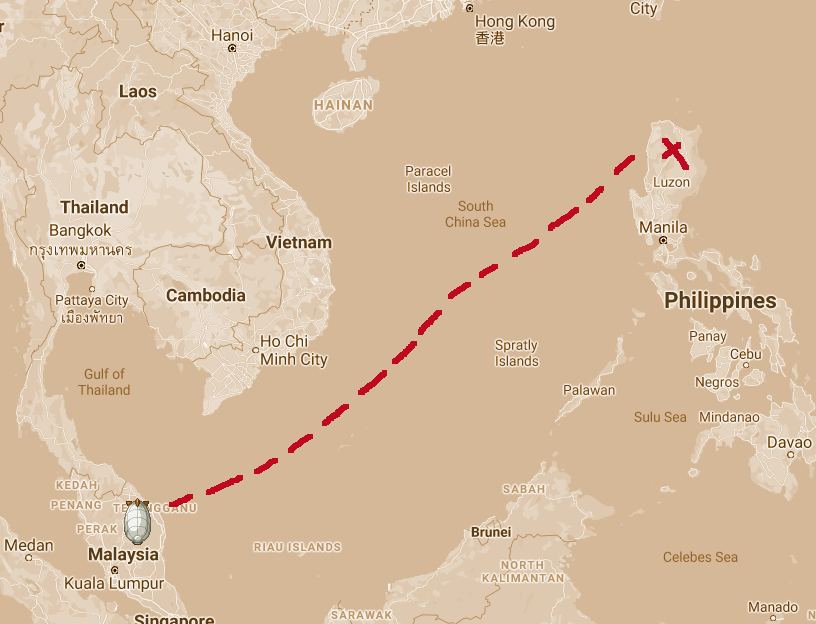 City
Hong Kong
香港
Hanoi
Laos
HAINAN
Paracel
Islands
South
China Sea
Luzon
Thailand
Bangkok
กรุงเทพมหานคร
Vietnam
Manila
Pattaya City
เมืองพัทยา
Cambodia
Philippines
Ho Chi
Minh City
Spratly
Islands
Panay
Cebu
Gulf of
Thailand
Palawan
Negros
Sulu Sea
Mindanao
Davao
KEDAH
PENANG
SABAH
PERAK
Medan
Malaysia
RIAU ISLANDS
Brunei
Celebes Sea
Kuala Lumpur
NORTH
KALIMANTAN
Singapore
SARAWAK
Manado